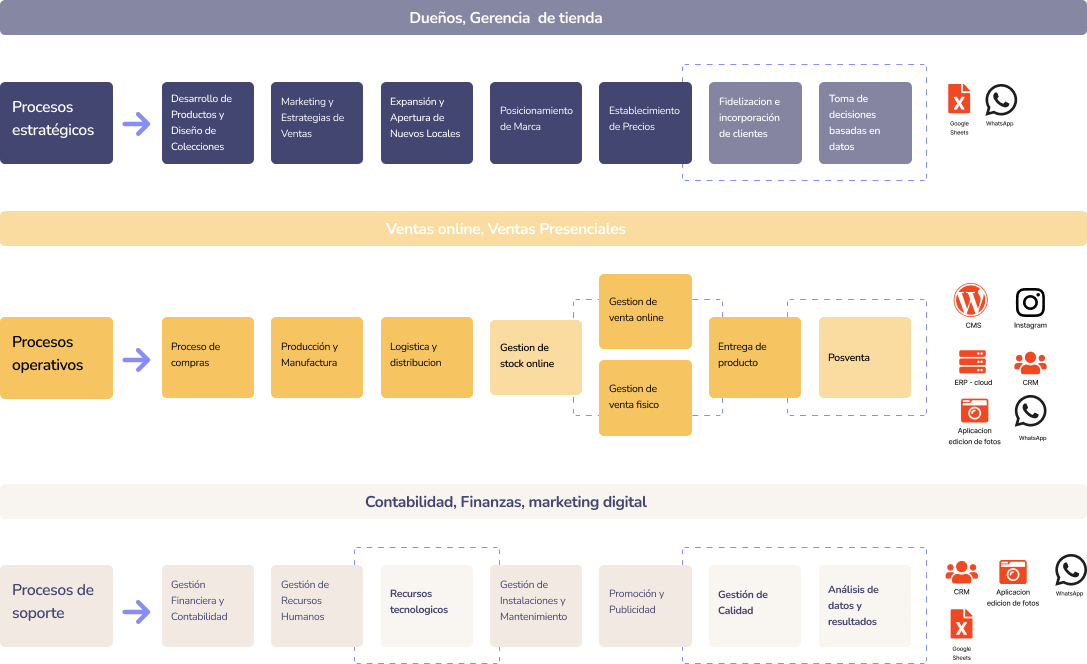 Dueños, Gerencia  de tienda
Procesos
estratégicos
Desarrollo de
Productos y
Diseño de
Colecciones
Marketing y
Estrategias de
Ventas
Expansión y
Apertura de
Nuevos Locales
Posicionamiento
de Marca
Establecimiento
de Precios
Fidelizacion e
incorporación
de clientes
Toma de
decisiones
basadas en
datos
X
Google
Sheets
WhatsApp
Ventas online, Ventas Presenciales
Procesos
operativos
Proceso de
compras
Producción y
Manufactura
Logistica y
distribucion
Gestion de
stock online
Gestion de
venta online
Gestion de
venta fisico
Entrega de
producto
Posventa
CMS
Instagram
ERP - cloud
CRM
Aplicacion
edicion de fotos
WhatsApp
Contabilidad, Finanzas, marketing digital
Procesos de
soporte
Gestión
Financiera y
Contabilidad
Gestión de
Recursos
Humanos
Recursos
tecnologicos
Gestión de
Instalaciones y
Mantenimiento
Promoción y
Publicidad
Gestión de
Calidad
Análisis de
datos y
resultados
CRM
Aplicacion
edicion de fotos
WhatsApp
X
Google
Sheets